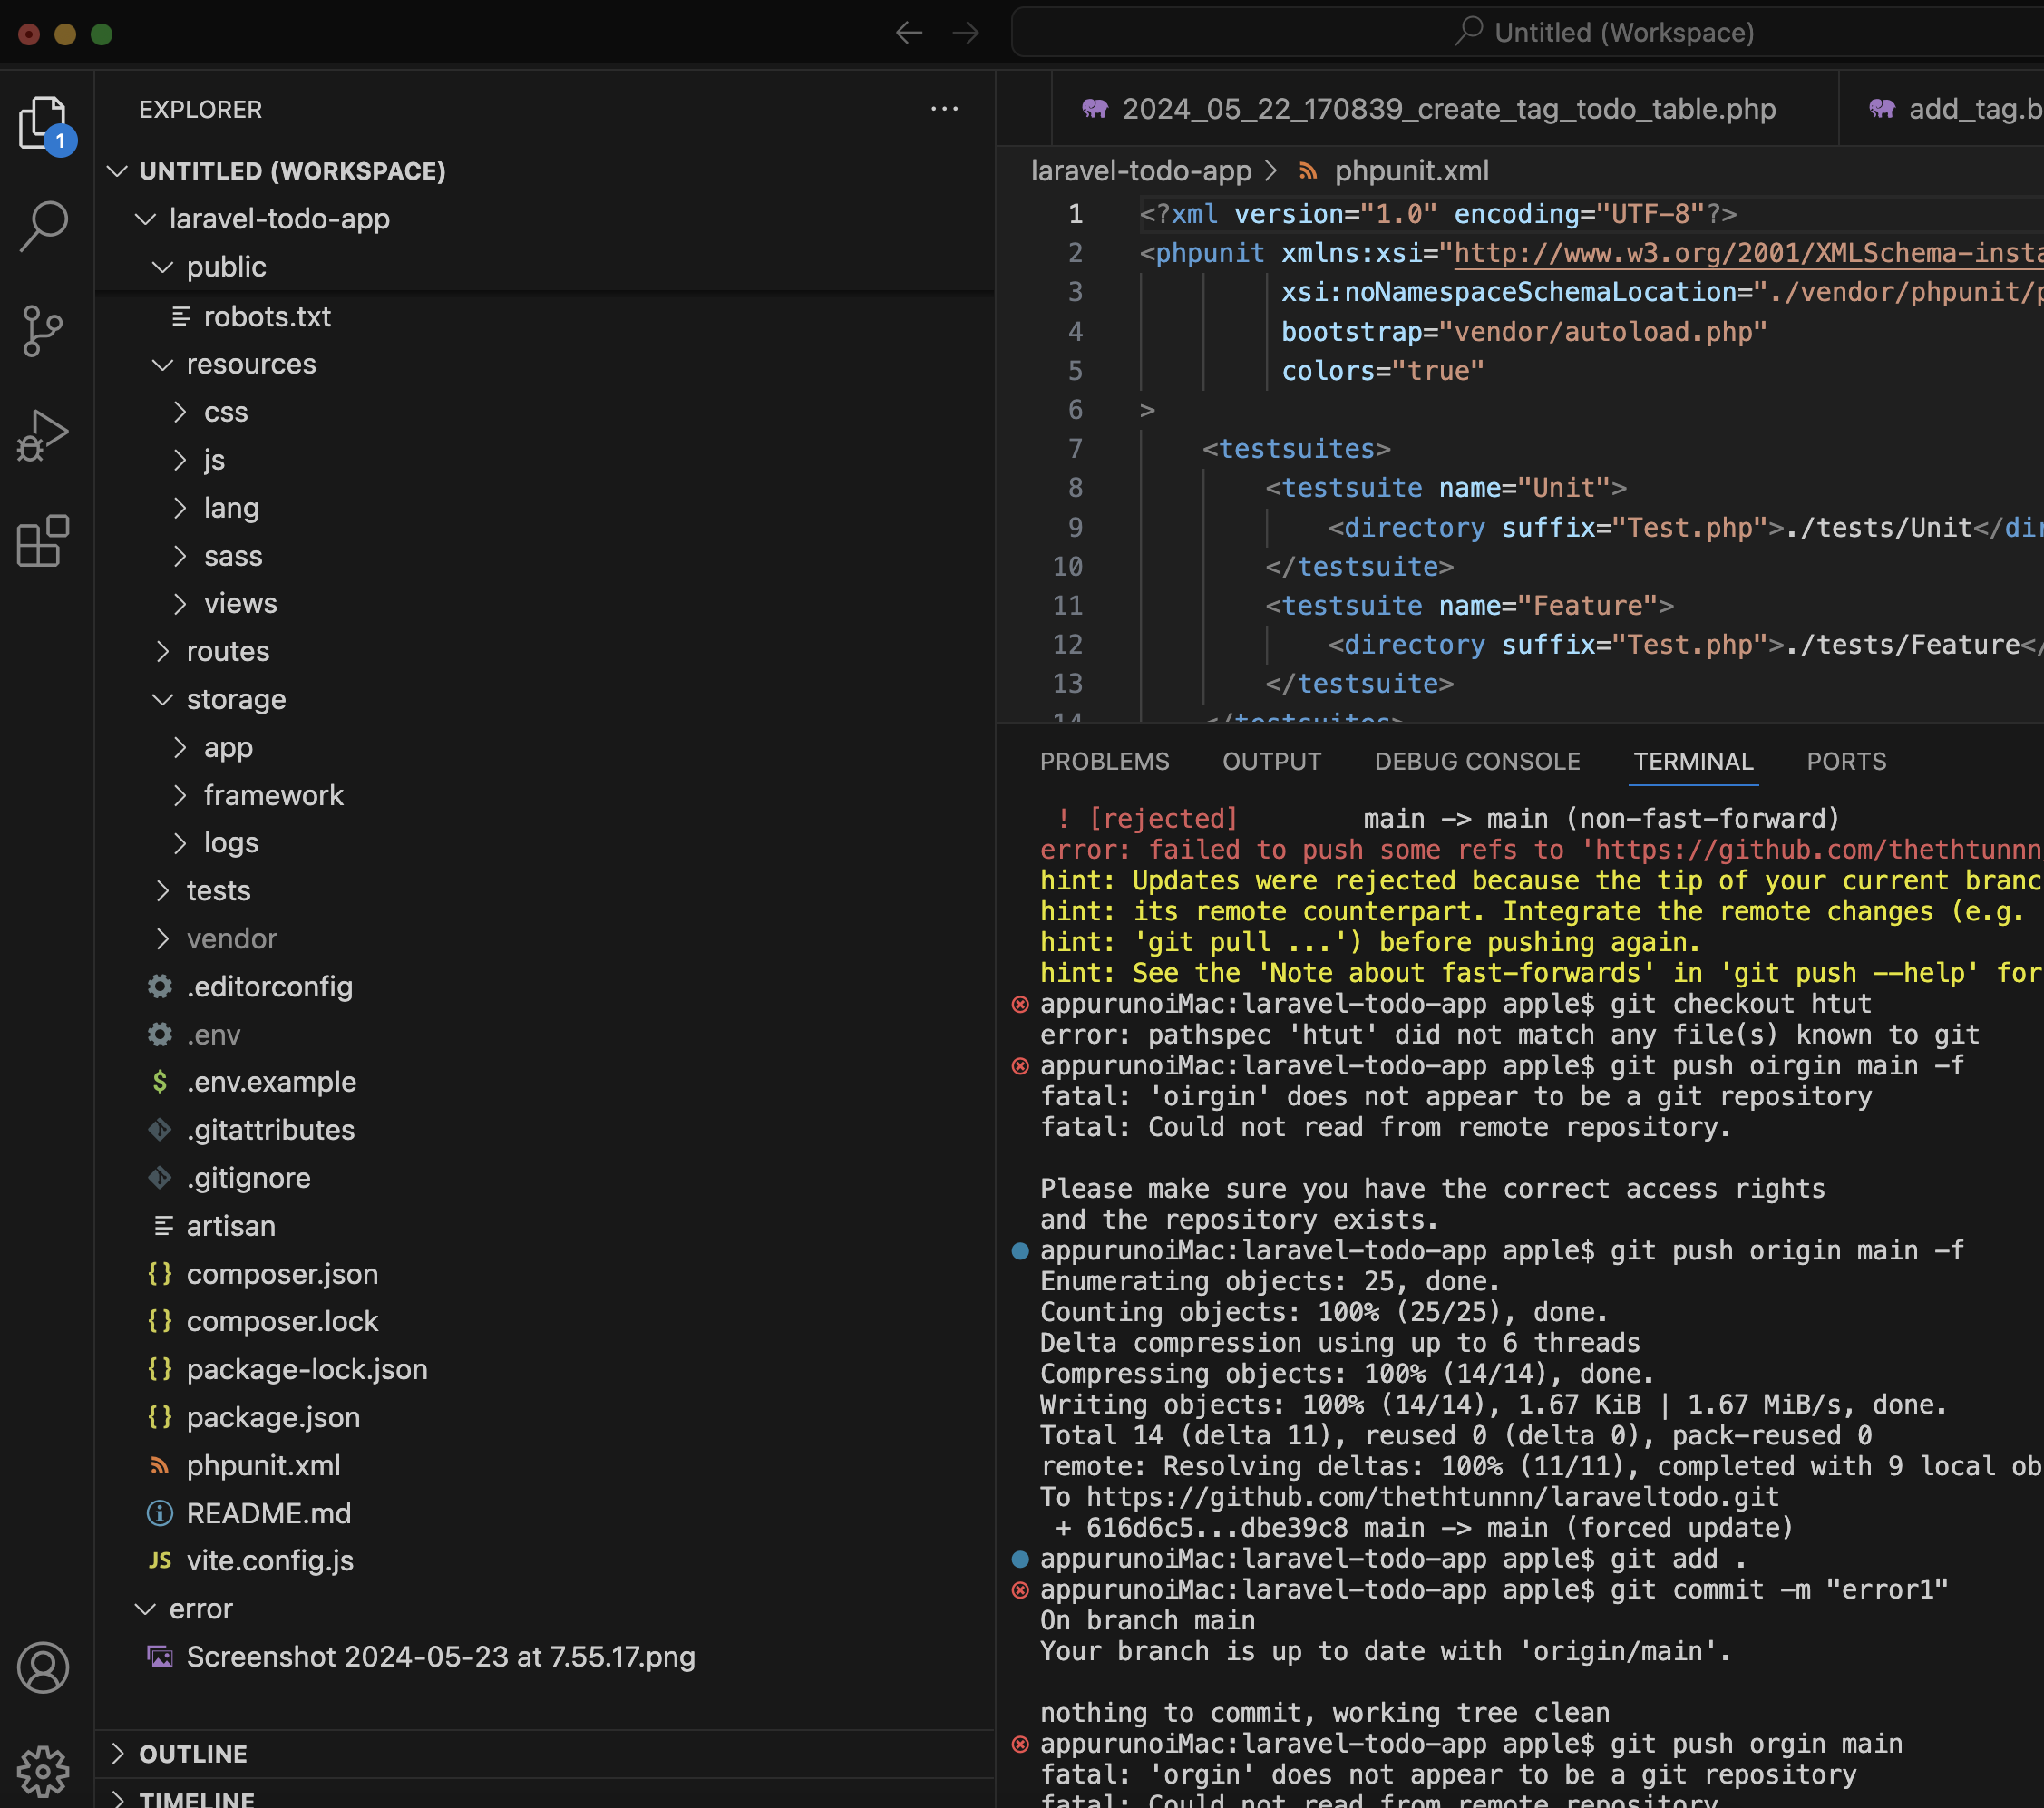 Untitled (Workspace)
1
EXPLORER
UNTITLED (WORKSPACE)
laravel-todo-app
public
robots.txt
resources
css
js
lang
sass
views
routes
storage
app
framework
logs
tests
vendor
.editorconfig
.env
$ .env.example
.gitattributes
.gitignore
artisan
{} composer.json
{} composer.lock
{} package-lock.json
{} package.json
phpunit.xml
README.md
JS vite.config.js
error
Screenshot 2024-05-23 at 7.55.17.png
OUTLINE
TIMELINE
2024_05_22_170839_create_tag_todo_table.php
add_tag.b
laravel-todo-app > phpunit.xml
1 <?xml version="1.0" encoding="UTF-8"?>
2 <phpunit xmlns:xsi="http://www.w3.org/2001/XMLSchema-insta
3 xsi:noNamespaceSchemaLocation="./vendor/phpunit/p
4 bootstrap="vendor/autoload.php"
5 colors="true"
6 >
7 <testsuites>
8 <testsuite name="Unit">
9 <directory suffix="Test.php">./tests/Unit</dir
10 </testsuite>
11 <testsuite name="Feature">
12 <directory suffix="Test.php">./tests/Feature</
13 </testsuite>
14 </testsuites>
PROBLEMS OUTPUT DEBUG CONSOLE TERMINAL PORTS
! [rejected] main -> main (non-fast-forward)
error: failed to push some refs to 'https://github.com/thethtunnn
hint: Updates were rejected because the tip of your current branc
hint: its remote counterpart. Integrate the remote changes (e.g.
hint: 'git pull ...') before pushing again.
hint: See the 'Note about fast-forwards' in 'git push --help' for
appurunoiMac:laravel-todo-app apple$ git checkout htut
error: pathspec 'htut' did not match any file(s) known to git
appurunoiMac:laravel-todo-app apple$ git push oirgin main -f
fatal: 'oirgin' does not appear to be a git repository
fatal: Could not read from remote repository.
Please make sure you have the correct access rights
and the repository exists.
appurunoiMac:laravel-todo-app apple$ git push origin main -f
Enumerating objects: 25, done.
Counting objects: 100% (25/25), done.
Delta compression using up to 6 threads
Compressing objects: 100% (14/14), done.
Writing objects: 100% (14/14), 1.67 KiB | 1.67 MiB/s, done.
Total 14 (delta 11), reused 0 (delta 0), pack-reused 0
remote: Resolving deltas: 100% (11/11), completed with 9 local ob
To https://github.com/thethtunnn/laraveltodo.git
+ 616d6c5...dbe39c8 main -> main (forced update)
appurunoiMac:laravel-todo-app apple$ git add .
appurunoiMac:laravel-todo-app apple$ git commit -m "error1"
On branch main
Your branch is up to date with 'origin/main'.
nothing to commit, working tree clean
appurunoiMac:laravel-todo-app apple$ git push orgin main
fatal: 'orgin' does not appear to be a git repository
fatal: Could not read from remote repository.